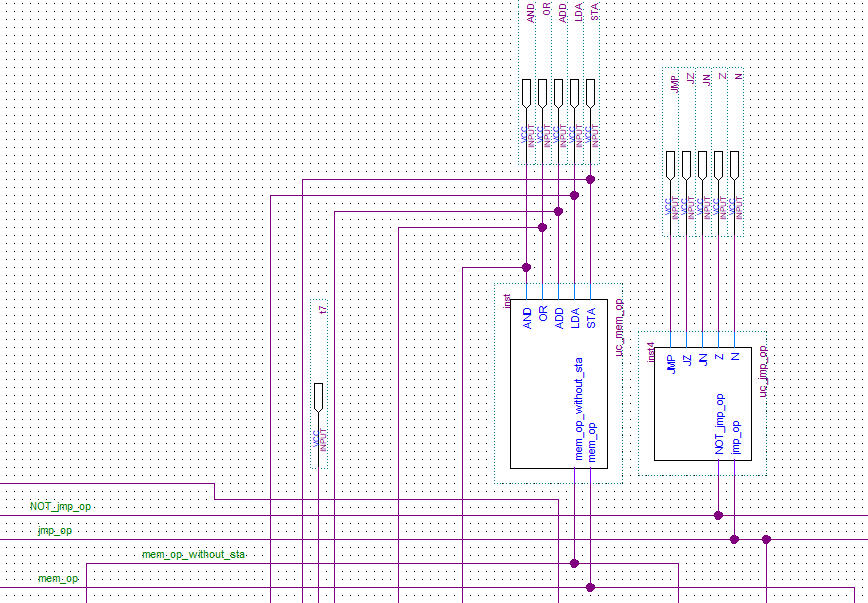 AND
OR
ADD
LDA
STA
JMP
JZ
JN
Z
N
VCC
INPUT
VCC
INPUT
VCC
INPUT
VCC
INPUT
VCC
INPUT
VCC
INPUT
VCC
INPUT
VCC
INPUT
VCC
INPUT
VCC
INPUT
inst
AND
OR
ADD
LDA
STA
uc_mem_op
t7
inst4
JMP
JZ
JN
Z
N
uc_jmp_op
mem_op_without_sta
mem_op
NOT_jmp_op
jmp_op
VCC
INPUT
NOT_jmp_op
jmp_op
mem_op_without_sta
mem_op